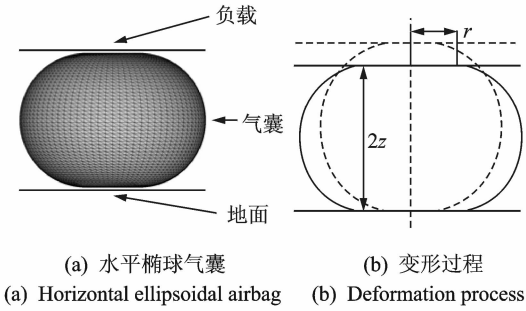 负载
气囊
地面
r
2z
(a) 水平椭球气囊
(a) Horizontal ellipsoidal airbag
(b) 变形过程
(b) Deformation process